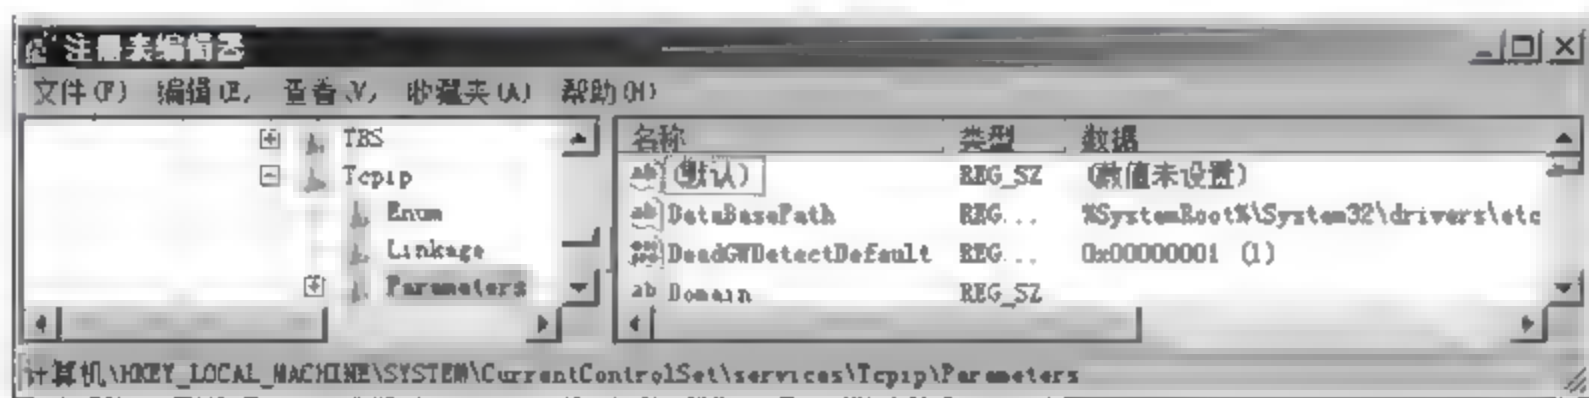 注册表编辑器
文件(F) 编辑(E) 查看(V) 收藏夹(A) 帮助(H)
TBS
Tcpip
Enum
Linkage
Parameters
名称 类型 数据
ab (默认) REG_SZ (数值未设置)
ab DataBasePath REG... %SystemRoot%\System32\drivers\etc
DeadGWDetectDefault REG... 0x00000001 (1)
ab Domain REG_SZ
计算机\HKEY_LOCAL_MACHINE\SYSTEM\CurrentControlSet\services\Tcpip\Parameters